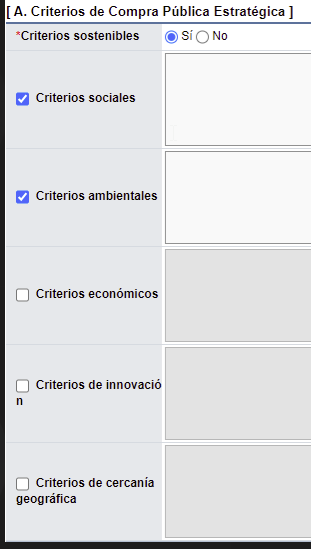 [ A. Criterios de Compra Pública Estratégica ]
*Criterios sostenibles Sí No
Criterios sociales
Criterios ambientales
Criterios económicos
Criterios de innovació
n
Criterios de cercanía
geográfica